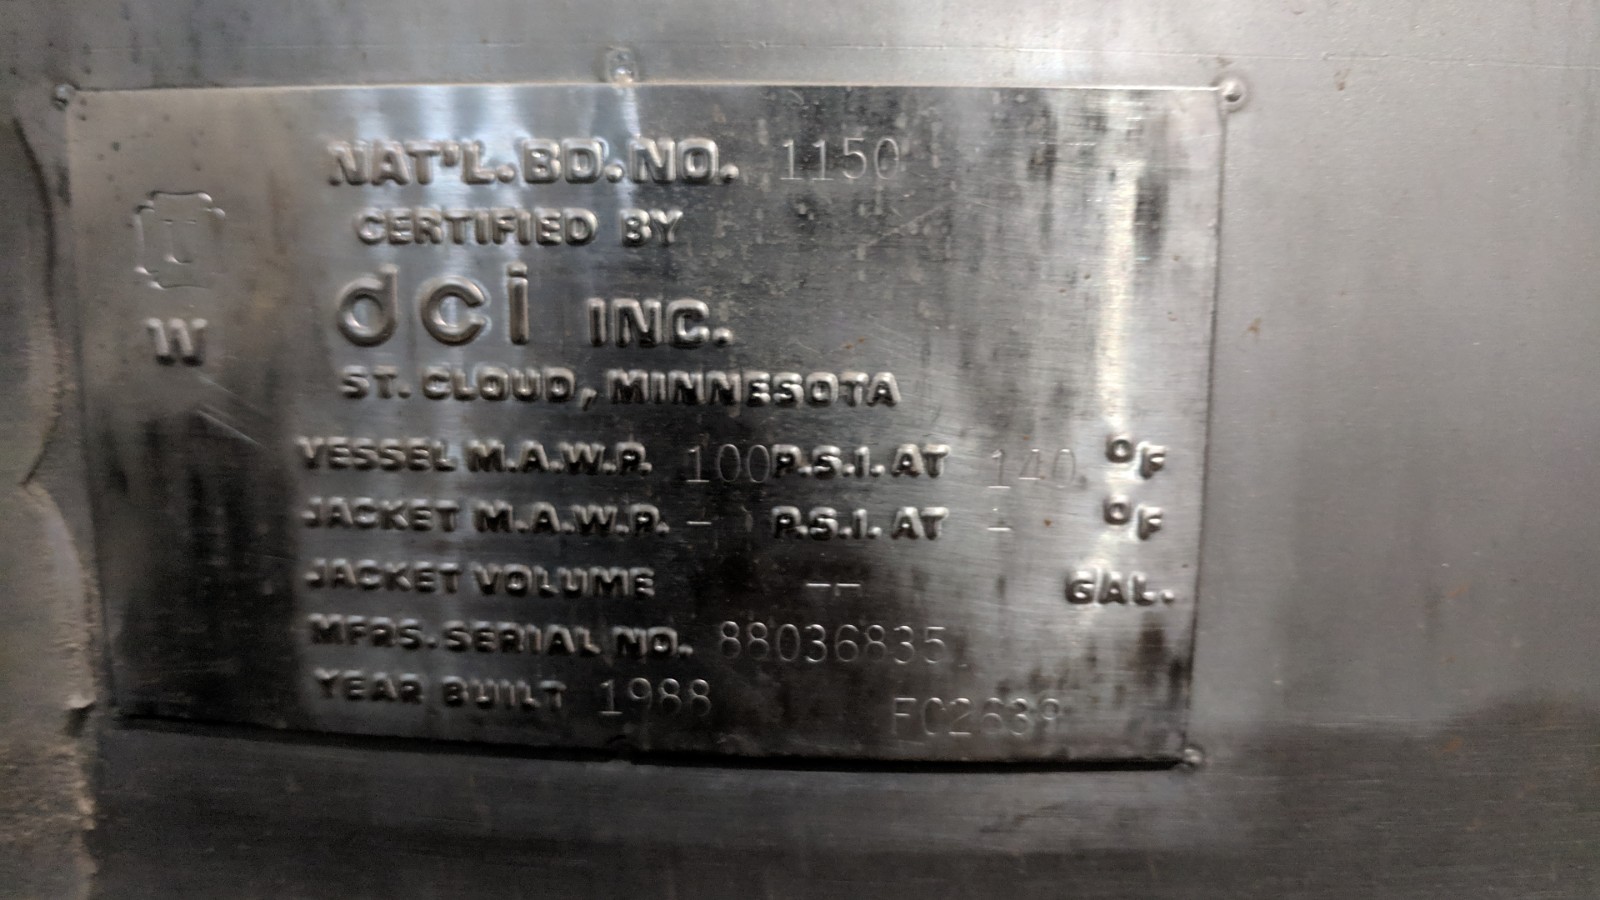 NAT'L.BD.NO. 1150
CERTIFIED BY
dci INC.
W
ST. CLOUD, MINNESOTA
VESSEL M.A.W.P. 100 P.S.I. AT 140 °F
JACKET M.A.W.P. - P.S.I. AT - °F
JACKET VOLUME -- GAL.
MFRS. SERIAL NO. 88036835
YEAR BUILT 1988 FC2639